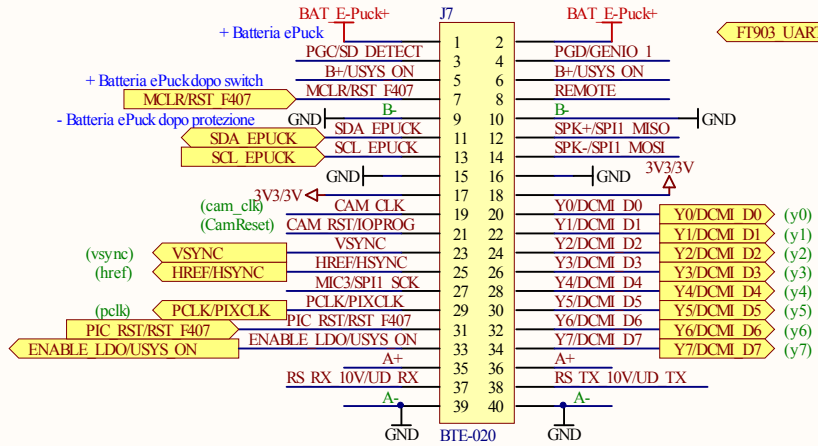 BAT_E-Puck+ J7 BAT_E-Puck+
+ Batteria ePuck FT903_UART
1 2
PGC/SD_DETECT 3 4 PGD/GENIO_1
B+/USYS_ON 5 6 B+/USYS_ON
+ Batteria ePuck dopo switch
MCLR/RST_F407 MCLR/RST_F407 7 8 REMOTE
GND B- 9 10 B- GND
- Batteria ePuck dopo protezione
SDA_EPUCK SDA_EPUCK 11 12 SPK+/SPI1_MISO
SCL_EPUCK SCL_EPUCK 13 14 SPK-/SPI1_MOSI
GND 15 16 GND
3V3/3V 17 18 3V3/3V
(cam_clk) CAM_CLK 19 20 Y0/DCMI_D0 Y0/DCMI_D0 (y0)
(CamReset) CAM_RST/IOPROG 21 22 Y1/DCMI_D1 Y1/DCMI_D1 (y1)
(vsync) VSYNC VSYNC 23 24 Y2/DCMI_D2 Y2/DCMI_D2 (y2)
(href) HREF/HSYNC HREF/HSYNC 25 26 Y3/DCMI_D3 Y3/DCMI_D3 (y3)
MIC3/SPI1_SCK 27 28 Y4/DCMI_D4 Y4/DCMI_D4 (y4)
(pclk) PCLK/PIXCLK PCLK/PIXCLK 29 30 Y5/DCMI_D5 Y5/DCMI_D5 (y5)
PIC_RST/RST_F407 PIC_RST/RST_F407 31 32 Y6/DCMI_D6 Y6/DCMI_D6 (y6)
ENABLE_LDO/USYS_ON ENABLE_LDO/USYS_ON 33 34 Y7/DCMI_D7 Y7/DCMI_D7 (y7)
A+ 35 36 A+
RS_RX_10V/UD_RX 37 38 RS_TX_10V/UD_TX
A- 39 40 A-
GND BTE-020 GND